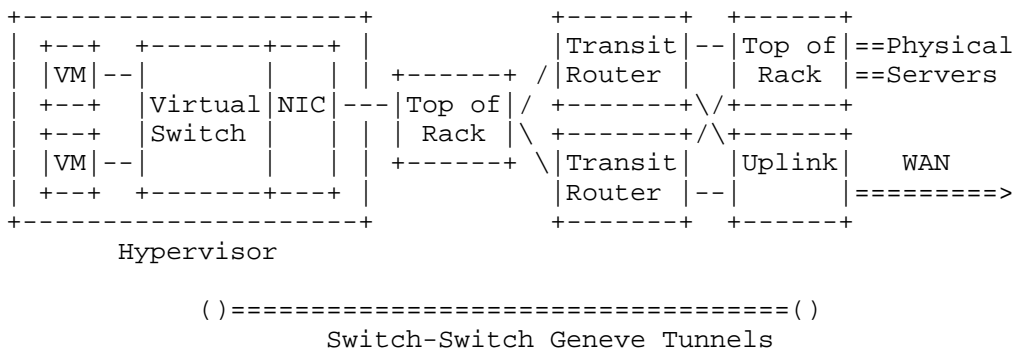 +----------------------+           +-------+  +------+
|  +--+  +-------+---+ |           |Transit|--|Top of|==Physical
|  |VM|--|       |   | | +------+ /|Router |  | Rack |==Servers
|  +--+  |Virtual|NIC|---|Top of|/ +-------+\/+------+
|  +--+  |Switch |   | | | Rack |\ +-------+/\+------+
|  |VM|--|       |   | | +------+ \|Transit|  |Uplink|   WAN
|  +--+  +-------+---+ |           |Router |--|      |=========>
+----------------------+           +-------+  +------+
Hypervisor
()===================================()
Switch-Switch Geneve Tunnels